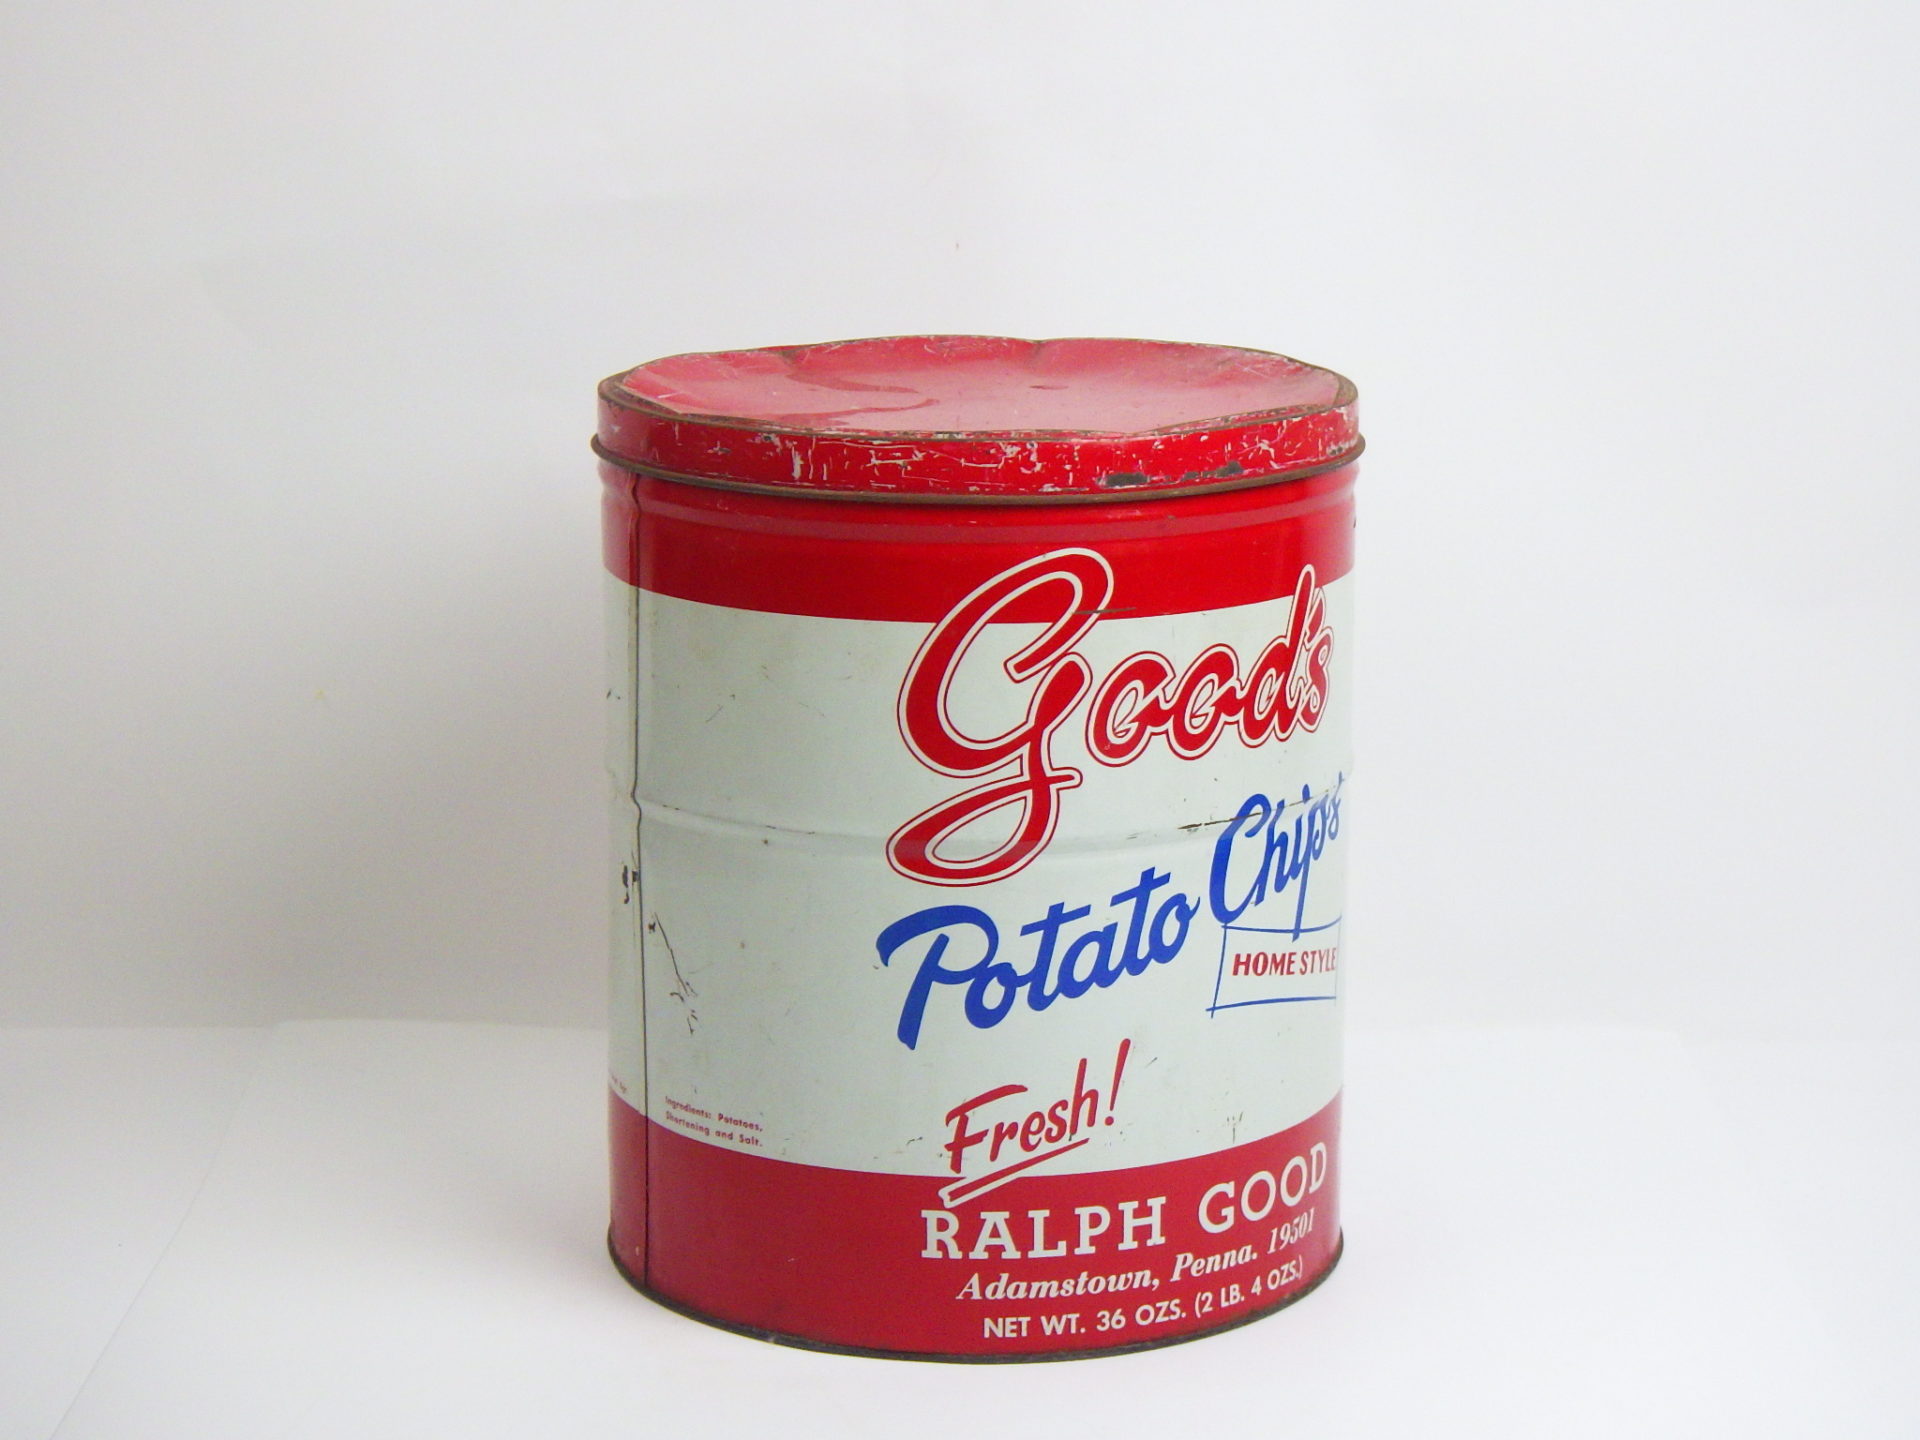 Good's
Potato Chips
HOME STYLE
Fresh!
Ingredients: Potatoes,
Shortening and Salt.
RALPH GOOD
Adamstown, Penna. 19501
NET WT. 36 OZS. (2 LB. 4 OZS.)